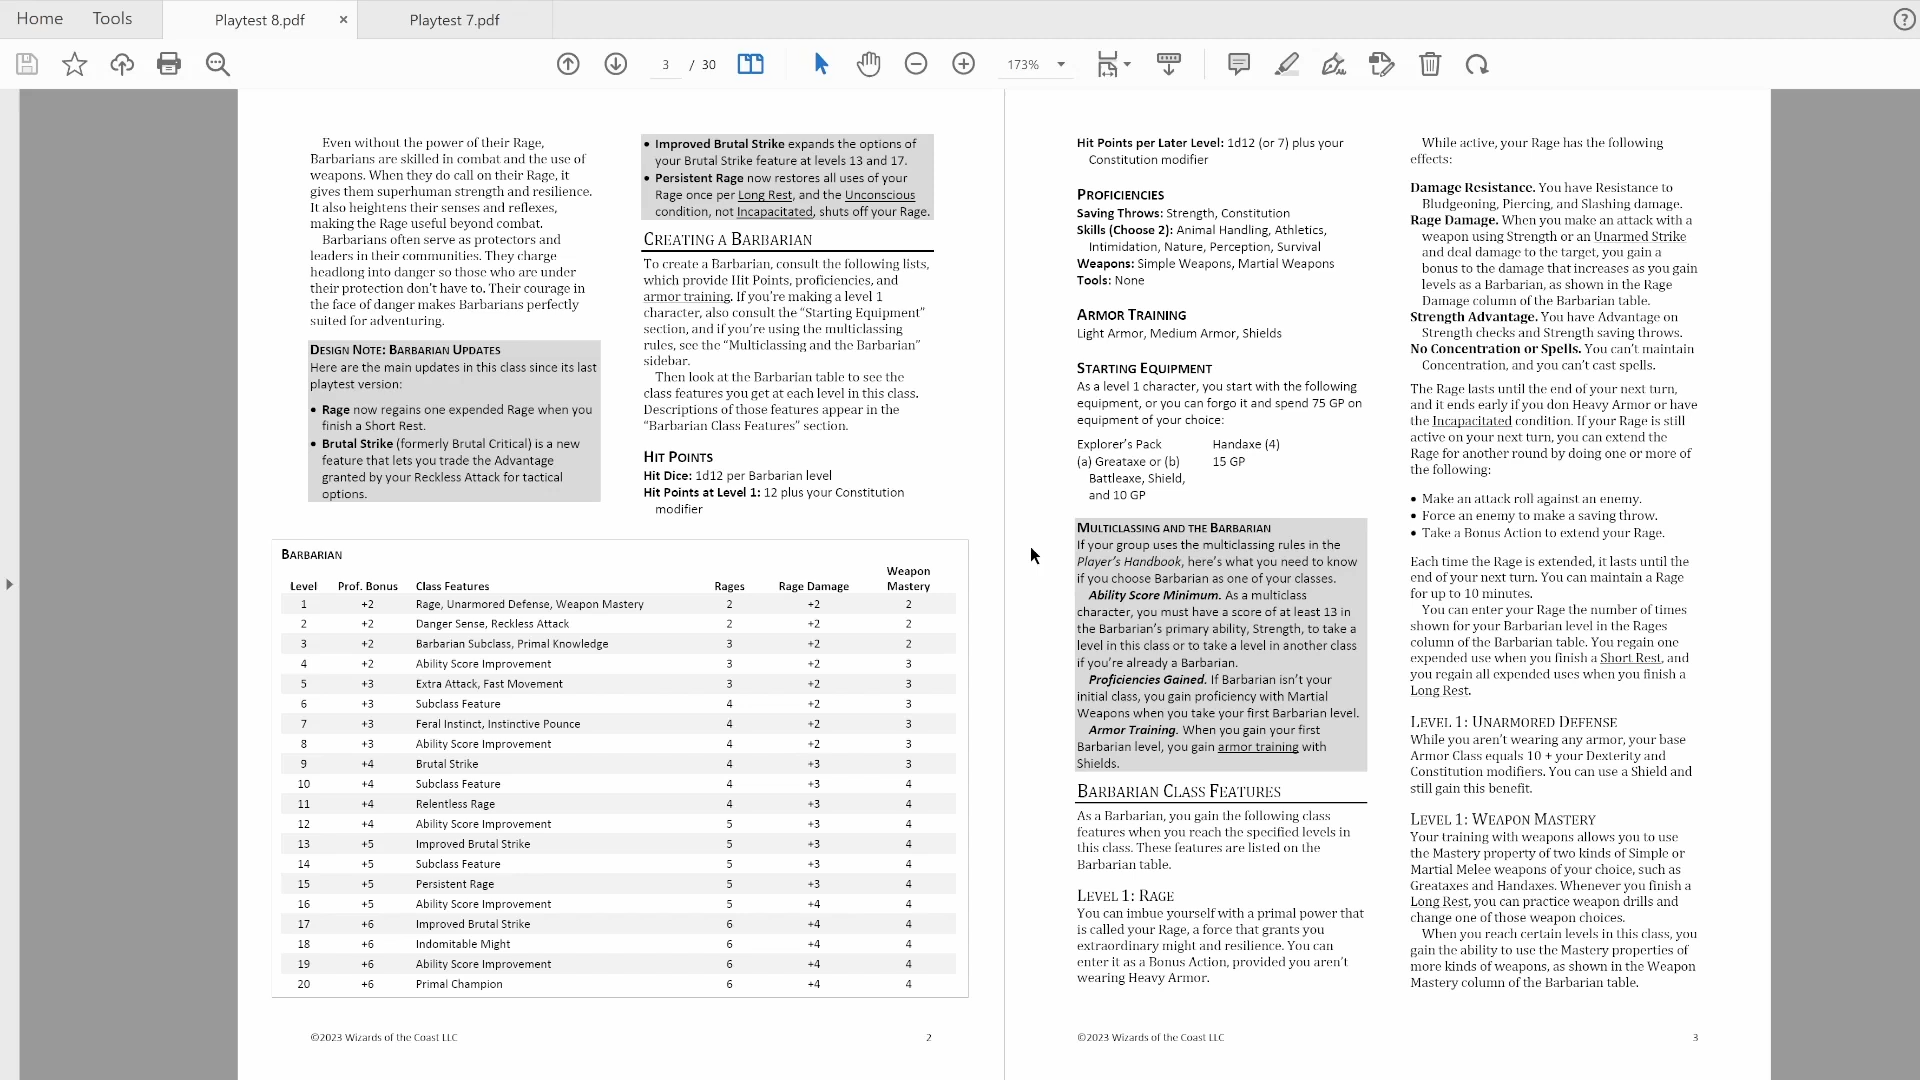 Home
Tools
Playtest 8.pdf
×
Playtest 7.pdf
3 / 30
173%
Even without the power of their Rage,
Barbarians are skilled in combat and the use of
weapons. When they do call on their Rage, it
gives them superhuman strength and resilience.
It also heightens their senses and reflexes,
making the Rage useful beyond combat.
Barbarians often serve as protectors and
leaders in their communities. They charge
headlong into danger so those who are under
their protection don't have to. Their courage in
the face of danger makes Barbarians perfectly
suited for adventuring.
DESIGN NOTE: BARBARIAN UPDATES
Here are the main updates in this class since its last
playtest version:
• Rage now regains one expended Rage when you
finish a Short Rest.
• Brutal Strike (formerly Brutal Critical) is a new
feature that lets you trade the Advantage
granted by your Reckless Attack for tactical
options.
• Improved Brutal Strike expands the options of
your Brutal Strike feature at levels 13 and 17.
• Persistent Rage now restores all uses of your
Rage once per Long Rest, and the Unconscious
condition, not Incapacitated, shuts off your Rage.
CREATING A BARBARIAN
To create a Barbarian, consult the following lists,
which provide Hit Points, proficiencies, and
armor training. If you're making a level 1
character, also consult the "Starting Equipment"
section, and if you're using the multiclassing
rules, see the "Multiclassing and the Barbarian"
sidebar.
Then look at the Barbarian table to see the
class features you get at each level in this class.
Descriptions of those features appear in the
"Barbarian Class Features" section.
HIT POINTS
Hit Dice: 1d12 per Barbarian level
Hit Points at Level 1: 12 plus your Constitution
modifier
BARBARIAN
Level Prof. Bonus Class Features Rages Rage Damage Weapon Mastery
1 +2 Rage, Unarmored Defense, Weapon Mastery 2 +2 2
2 +2 Danger Sense, Reckless Attack 2 +2 2
3 +2 Barbarian Subclass, Primal Knowledge 3 +2 2
4 +2 Ability Score Improvement 3 +2 3
5 +3 Extra Attack, Fast Movement 3 +2 3
6 +3 Subclass Feature 4 +2 3
7 +3 Feral Instinct, Instinctive Pounce 4 +2 3
8 +3 Ability Score Improvement 4 +2 3
9 +4 Brutal Strike 4 +3 3
10 +4 Subclass Feature 4 +3 4
11 +4 Relentless Rage 4 +3 4
12 +4 Ability Score Improvement 5 +3 4
13 +5 Improved Brutal Strike 5 +3 4
14 +5 Subclass Feature 5 +3 4
15 +5 Persistent Rage 5 +3 4
16 +5 Ability Score Improvement 5 +4 4
17 +6 Improved Brutal Strike 6 +4 4
18 +6 Indomitable Might 6 +4 4
19 +6 Ability Score Improvement 6 +4 4
20 +6 Primal Champion 6 +4 4
©2023 Wizards of the Coast LLC
2
Hit Points per Later Level: 1d12 (or 7) plus your
Constitution modifier
PROFICIENCIES
Saving Throws: Strength, Constitution
Skills (Choose 2): Animal Handling, Athletics,
Intimidation, Nature, Perception, Survival
Weapons: Simple Weapons, Martial Weapons
Tools: None
ARMOR TRAINING
Light Armor, Medium Armor, Shields
STARTING EQUIPMENT
As a level 1 character, you start with the following
equipment, or you can forgo it and spend 75 GP on
equipment of your choice:
Explorer's Pack
(a) Greataxe or (b)
Battleaxe, Shield,
and 10 GP
Handaxe (4)
15 GP
MULTICLASSING AND THE BARBARIAN
If your group uses the multiclassing rules in the
Player's Handbook, here's what you need to know
if you choose Barbarian as one of your classes.
Ability Score Minimum. As a multiclass
character, you must have a score of at least 13 in
the Barbarian's primary ability, Strength, to take a
level in this class or to take a level in another class
if you're already a Barbarian.
Proficiencies Gained. If Barbarian isn't your
initial class, you gain proficiency with Martial
Weapons when you take your first Barbarian level.
Armor Training. When you gain your first
Barbarian level, you gain armor training with
Shields.
BARBARIAN CLASS FEATURES
As a Barbarian, you gain the following class
features when you reach the specified levels in
this class. These features are listed on the
Barbarian table.
LEVEL 1: RAGE
You can imbue yourself with a primal power that
is called your Rage, a force that grants you
extraordinary might and resilience. You can
enter it as a Bonus Action, provided you aren't
wearing Heavy Armor.
While active, your Rage has the following
effects:
Damage Resistance. You have Resistance to
Bludgeoning, Piercing, and Slashing damage.
Rage Damage. When you make an attack with a
weapon using Strength or an Unarmed Strike
and deal damage to the target, you gain a
bonus to the damage that increases as you gain
levels as a Barbarian, as shown in the Rage
Damage column of the Barbarian table.
Strength Advantage. You have Advantage on
Strength checks and Strength saving throws.
No Concentration or Spells. You can't maintain
Concentration, and you can't cast spells.
The Rage lasts until the end of your next turn,
and it ends early if you don Heavy Armor or have
the Incapacitated condition. If your Rage is still
active on your next turn, you can extend the
Rage for another round by doing one or more of
the following:
• Make an attack roll against an enemy.
• Force an enemy to make a saving throw.
• Take a Bonus Action to extend your Rage.
Each time the Rage is extended, it lasts until the
end of your next turn. You can maintain a Rage
for up to 10 minutes.
You can enter your Rage the number of times
shown for your Barbarian level in the Rages
column of the Barbarian table. You regain one
expended use when you finish a Short Rest, and
you regain all expended uses when you finish a
Long Rest.
LEVEL 1: UNARMORED DEFENSE
While you aren't wearing any armor, your base
Armor Class equals 10 + your Dexterity and
Constitution modifiers. You can use a Shield and
still gain this benefit.
LEVEL 1: WEAPON MASTERY
Your training with weapons allows you to use
the Mastery property of two kinds of Simple or
Martial Melee weapons of your choice, such as
Greataxes and Handaxes. Whenever you finish a
Long Rest, you can practice weapon drills and
change one of those weapon choices.
When you reach certain levels in this class, you
gain the ability to use the Mastery properties of
more kinds of weapons, as shown in the Weapon
Mastery column of the Barbarian table.
©2023 Wizards of the Coast LLC
3